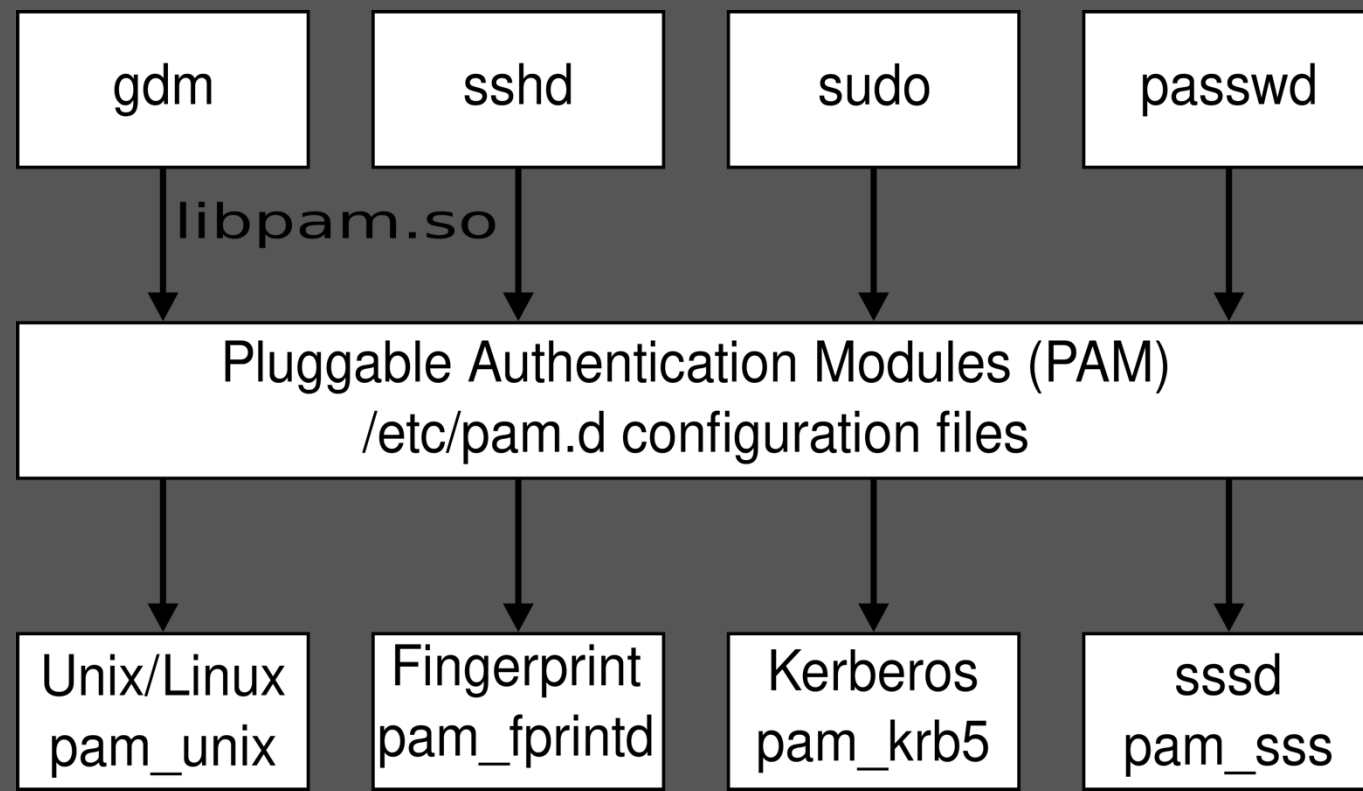 gdm
sshd
sudo
passwd
libpam.so
Pluggable Authentication Modules (PAM)
/etc/pam.d configuration files
Unix/Linux
pam_unix
Fingerprint
pam_fprintd
Kerberos
pam_krb5
sssd
pam_sss